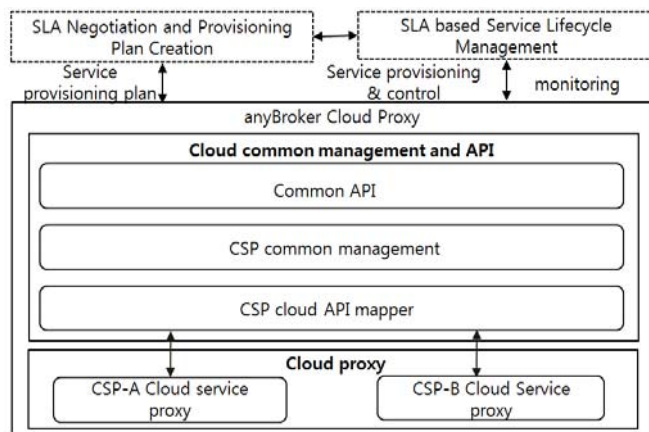 SLA Negotiation and Provisioning
Plan Creation
SLA based Service Lifecycle
Management
Service
provisioning plan
Service provisioning
& control
monitoring
anyBroker Cloud Proxy
Cloud common management and API
Common API
CSP common management
CSP cloud API mapper
Cloud proxy
CSP-A Cloud service
proxy
CSP-B Cloud Service
proxy